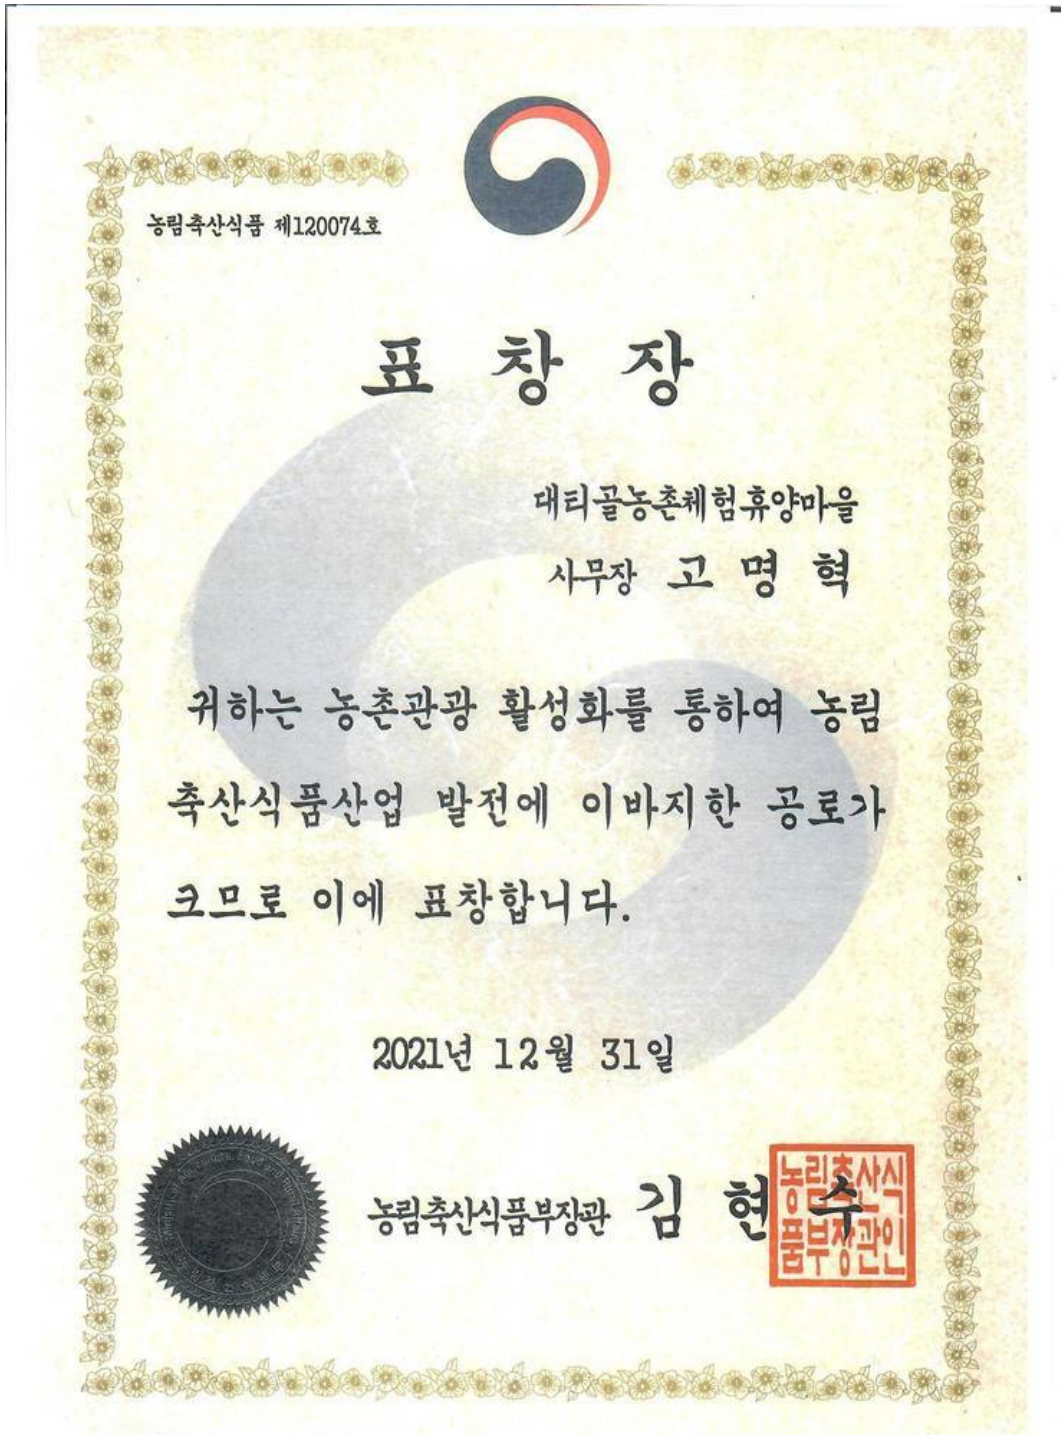 농림축산식품 제120074호
표 창 장
대티골농촌체험휴양마을
사무장 고 명 혁
귀하는 농촌관광 활성화를 통하여 농림
축산식품산업 발전에 이바지한 공로가
크므로 이에 표창합니다.
2021년 12월 31일
농림축산식품부장관 김 현 수
농림축산식
품부장관인